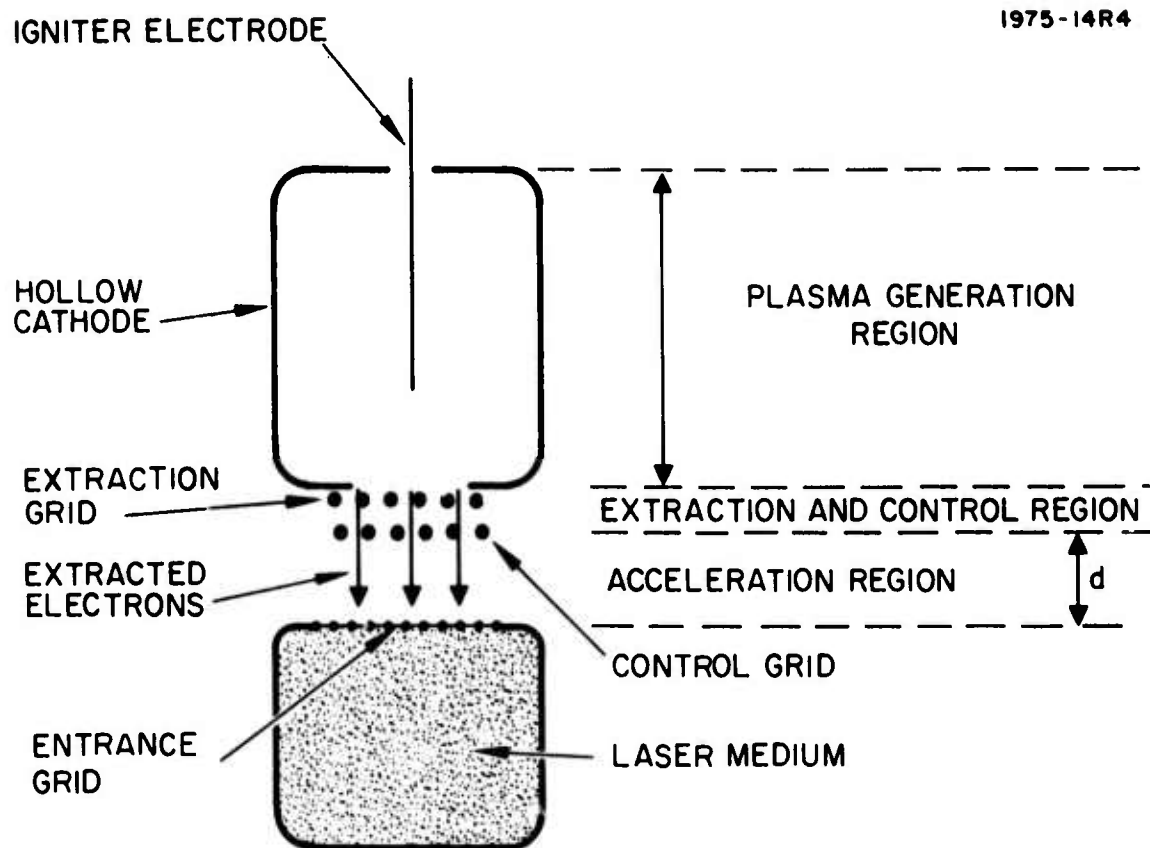 1975-14R4
IGNITER ELECTRODE
HOLLOW
CATHODE
PLASMA GENERATION
REGION
EXTRACTION
GRID
EXTRACTION AND CONTROL REGION
EXTRACTED
ELECTRONS
ACCELERATION REGION
d
CONTROL GRID
ENTRANCE
GRID
LASER MEDIUM